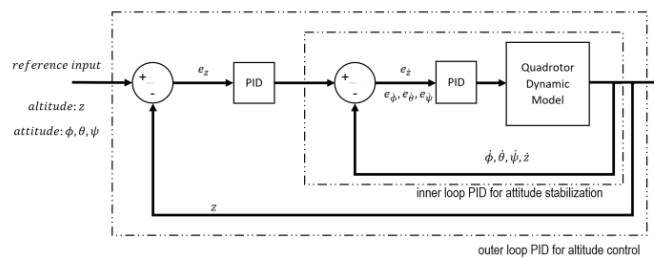 reference input
altitude: z
attitude: ϕ, θ, ψ
+
-
e_z
PID
+
-
e_ż
e_ϕ̇, e_θ̇, e_ψ̇
PID
Quadrotor
Dynamic
Model
ϕ̇, θ̇, ψ̇, ż
inner loop PID for attitude stabilization
z
outer loop PID for altitude control